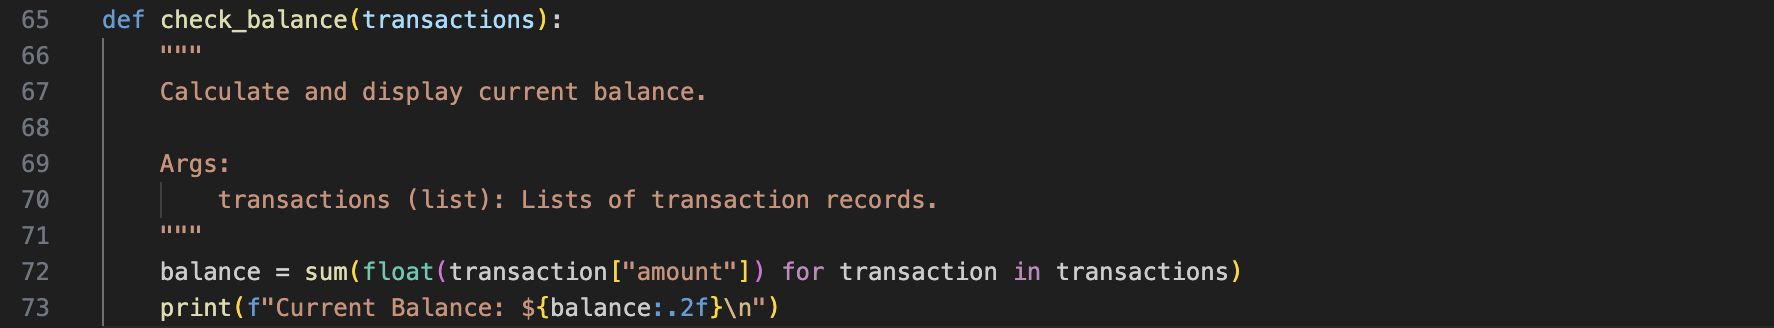 65 def check_balance(transactions):
66 """
67 Calculate and display current balance.
68
69 Args:
70 transactions (list): Lists of transaction records.
71 """
72 balance = sum(float(transaction["amount"]) for transaction in transactions)
73 print(f"Current Balance: ${balance:.2f}\n")